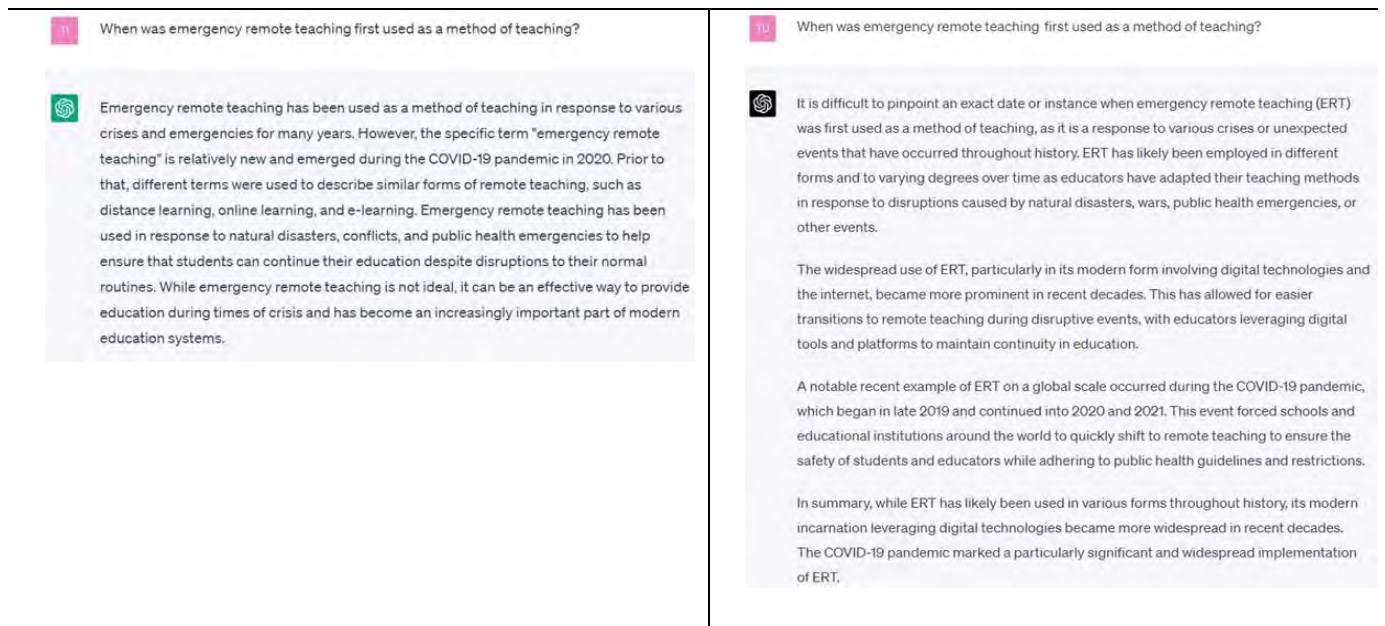 TI
When was emergency remote teaching first used as a method of teaching?
Emergency remote teaching has been used as a method of teaching in response to various
crises and emergencies for many years. However, the specific term "emergency remote
teaching" is relatively new and emerged during the COVID-19 pandemic in 2020. Prior to
that, different terms were used to describe similar forms of remote teaching, such as
distance learning, online learning, and e-learning. Emergency remote teaching has been
used in response to natural disasters, conflicts, and public health emergencies to help
ensure that students can continue their education despite disruptions to their normal
routines. While emergency remote teaching is not ideal, it can be an effective way to provide
education during times of crisis and has become an increasingly important part of modern
education systems.
TU
When was emergency remote teaching first used as a method of teaching?
It is difficult to pinpoint an exact date or instance when emergency remote teaching (ERT)
was first used as a method of teaching, as it is a response to various crises or unexpected
events that have occurred throughout history. ERT has likely been employed in different
forms and to varying degrees over time as educators have adapted their teaching methods
in response to disruptions caused by natural disasters, wars, public health emergencies, or
other events.
The widespread use of ERT, particularly in its modern form involving digital technologies and
the internet, became more prominent in recent decades. This has allowed for easier
transitions to remote teaching during disruptive events, with educators leveraging digital
tools and platforms to maintain continuity in education.
A notable recent example of ERT on a global scale occurred during the COVID-19 pandemic,
which began in late 2019 and continued into 2020 and 2021. This event forced schools and
educational institutions around the world to quickly shift to remote teaching to ensure the
safety of students and educators while adhering to public health guidelines and restrictions.
In summary, while ERT has likely been used in various forms throughout history, its modern
incarnation leveraging digital technologies became more widespread in recent decades.
The COVID-19 pandemic marked a particularly significant and widespread implementation
of ERT.